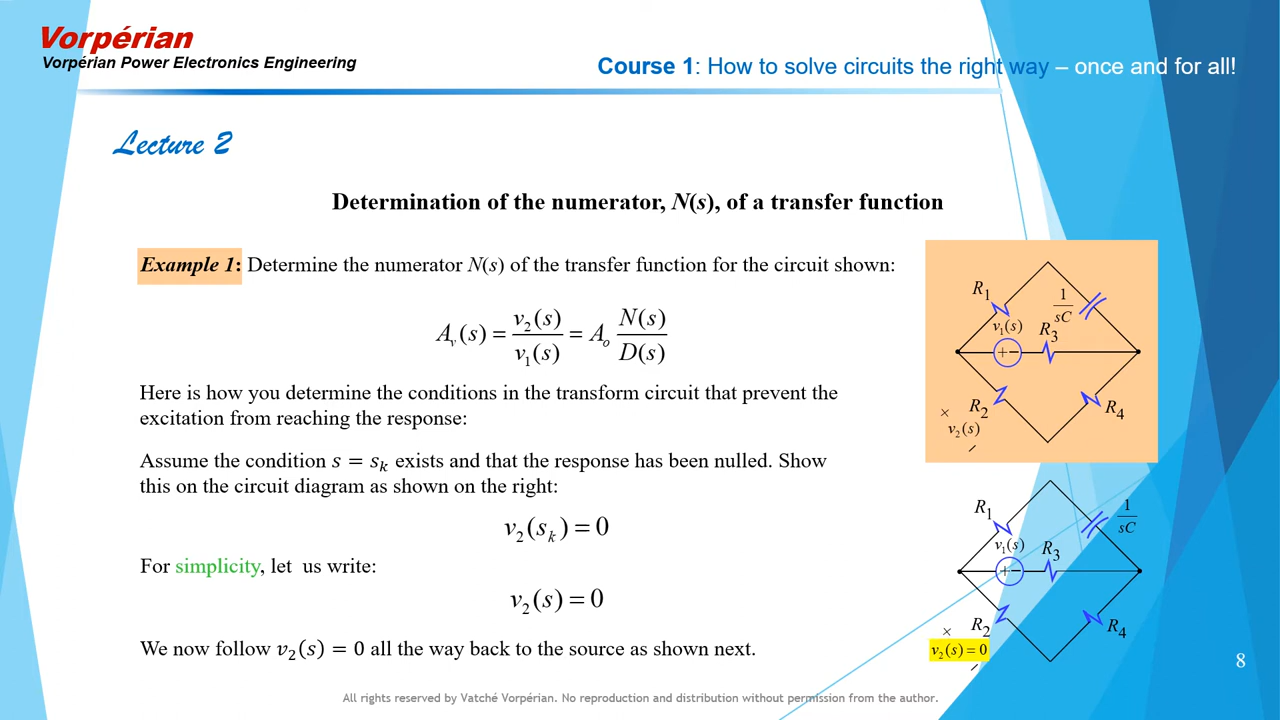 Vorpérian
Vorpérian Power Electronics Engineering
Course 1: How to solve circuits the right way – once and for all!
Lecture 2
Determination of the numerator, N(s), of a transfer function
Example 1: Determine the numerator N(s) of the transfer function for the circuit shown:
A_v(s) = v₂(s)/v₁(s) = A_o N(s)/D(s)
Here is how you determine the conditions in the transform circuit that prevent the
excitation from reaching the response:
Assume the condition s = s_k exists and that the response has been nulled. Show
this on the circuit diagram as shown on the right:
v₂(s_k) = 0
For simplicity, let us write:
v₂(s) = 0
We now follow v₂(s) = 0 all the way back to the source as shown next.
R₁
1/sC
v₁(s)
R₃
+ −
R₂
R₄
×
v₂(s)
−
R₁
1/sC
v₁(s)
R₃
+ −
R₂
R₄
×
v₂(s) = 0
−
8
All rights reserved by Vatché Vorpérian. No reproduction and distribution without permission from the author.